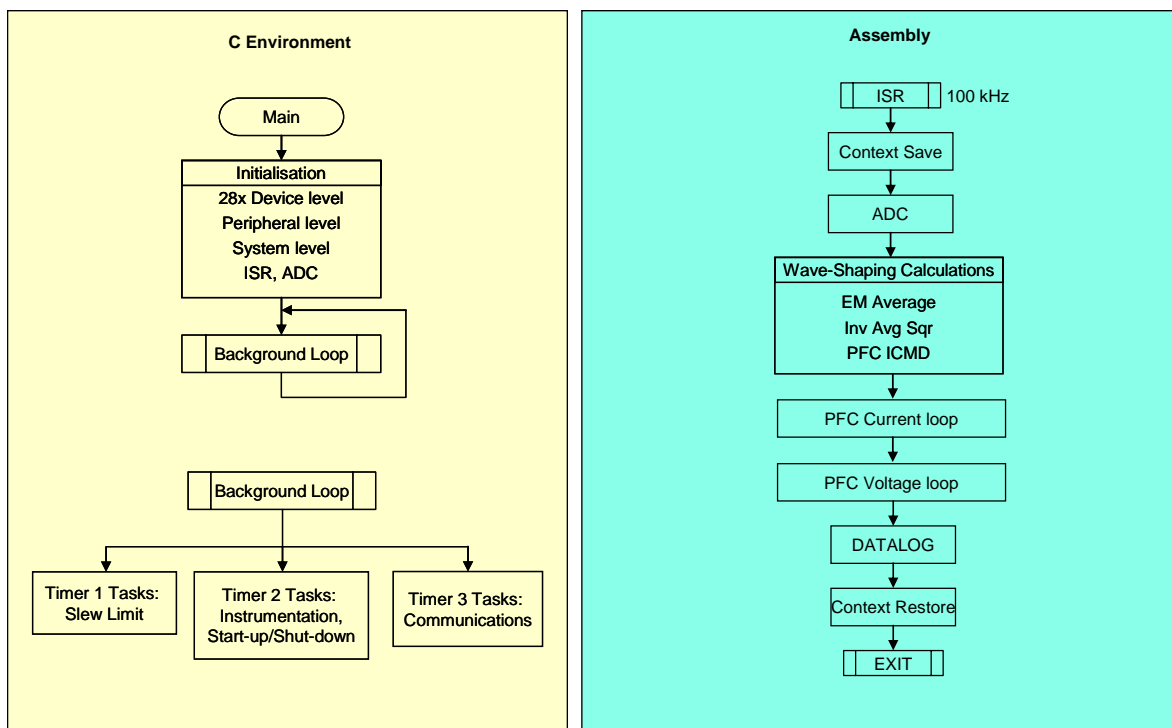 C Environment
Main
Initialisation
28x Device level
Peripheral level
System level
ISR, ADC
Background Loop
Background Loop
Timer 1 Tasks:
Slew Limit
Timer 2 Tasks:
Instrumentation,
Start-up/Shut-down
Timer 3 Tasks:
Communications
Assembly
ISR
100 kHz
Context Save
ADC
Wave-Shaping Calculations
EM Average
Inv Avg Sqr
PFC ICMD
PFC Current loop
PFC Voltage loop
DATALOG
Context Restore
EXIT